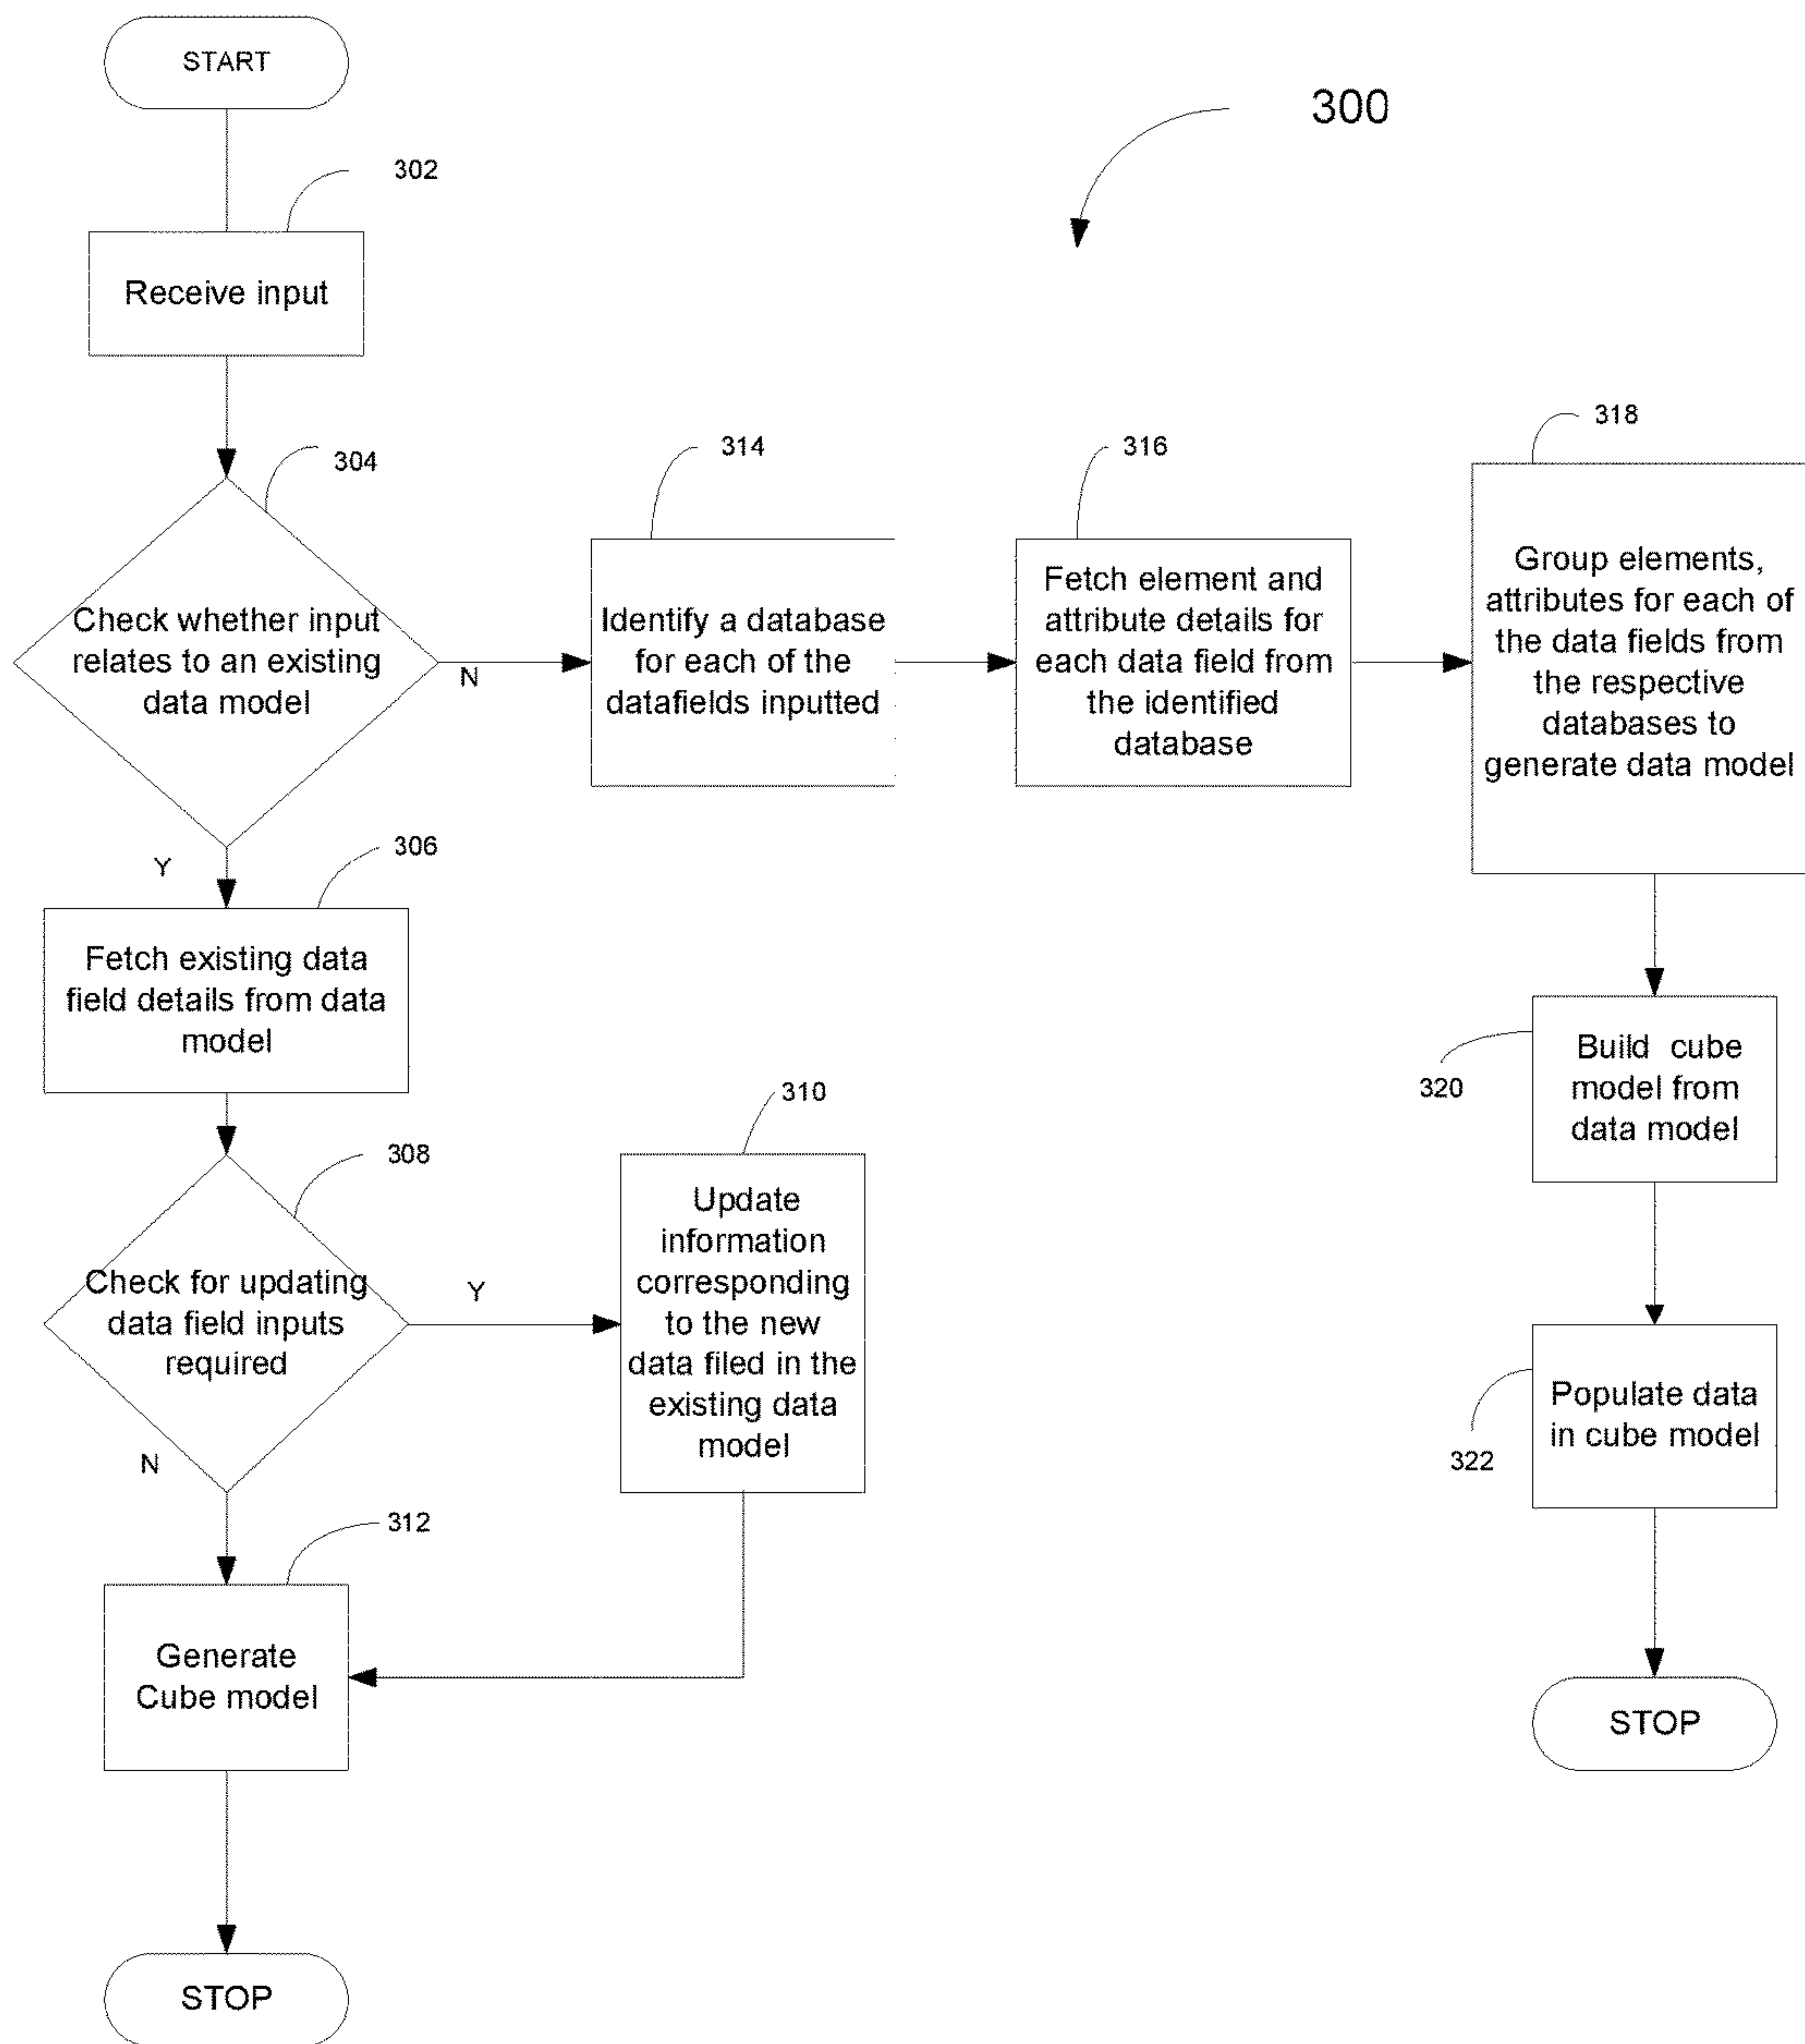 START
300
302
Receive input
304
Check whether input
relates to an existing
data model
N
Y
314
Identify a database
for each of the
datafields inputted
316
Fetch element and
attribute details for
each data field from
the identified
database
318
Group elements,
attributes for each of
the data fields from
the respective
databases to
generate data model
306
Fetch existing data
field details from data
model
308
Check for updating
data field inputs
required
Y
N
310
Update
information
corresponding
to the new
data filed in the
existing data
model
312
Generate
Cube model
STOP
320
Build cube
model from
data model
322
Populate data
in cube model
STOP